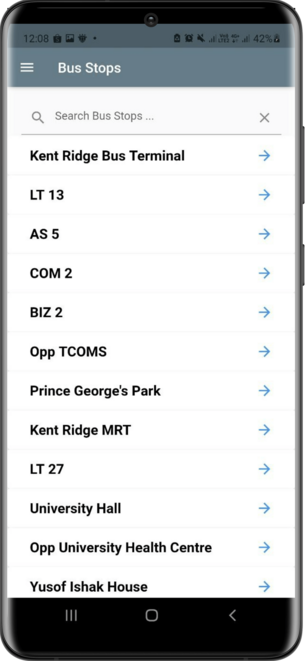 12:08
42%
Bus Stops
Search Bus Stops ...
Kent Ridge Bus Terminal
LT 13
AS 5
COM 2
BIZ 2
Opp TCOMS
Prince George's Park
Kent Ridge MRT
LT 27
University Hall
Opp University Health Centre
Yusof Ishak House